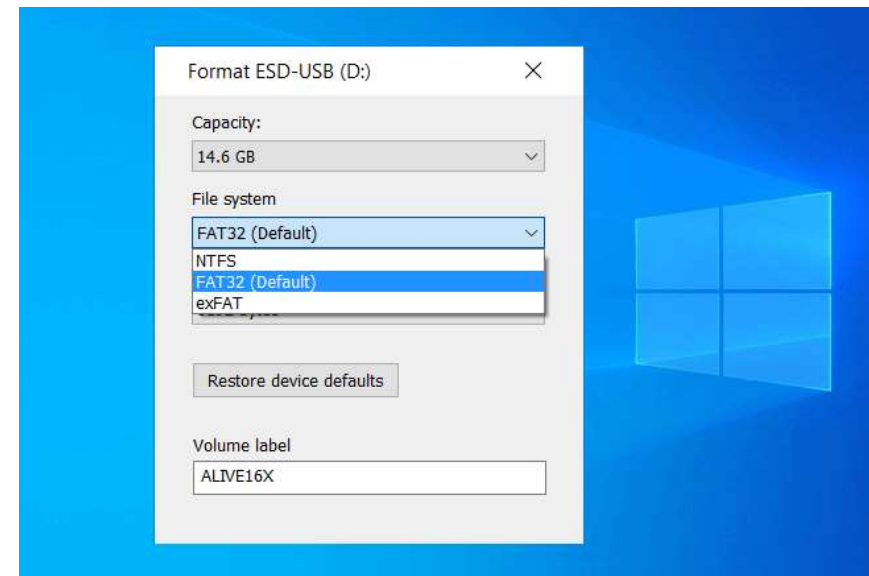 Format ESD-USB (D:)
Capacity:
14.6 GB
File system
FAT32 (Default)
NTFS
FAT32 (Default)
exFAT
Restore device defaults
Volume label
ALIVE16X